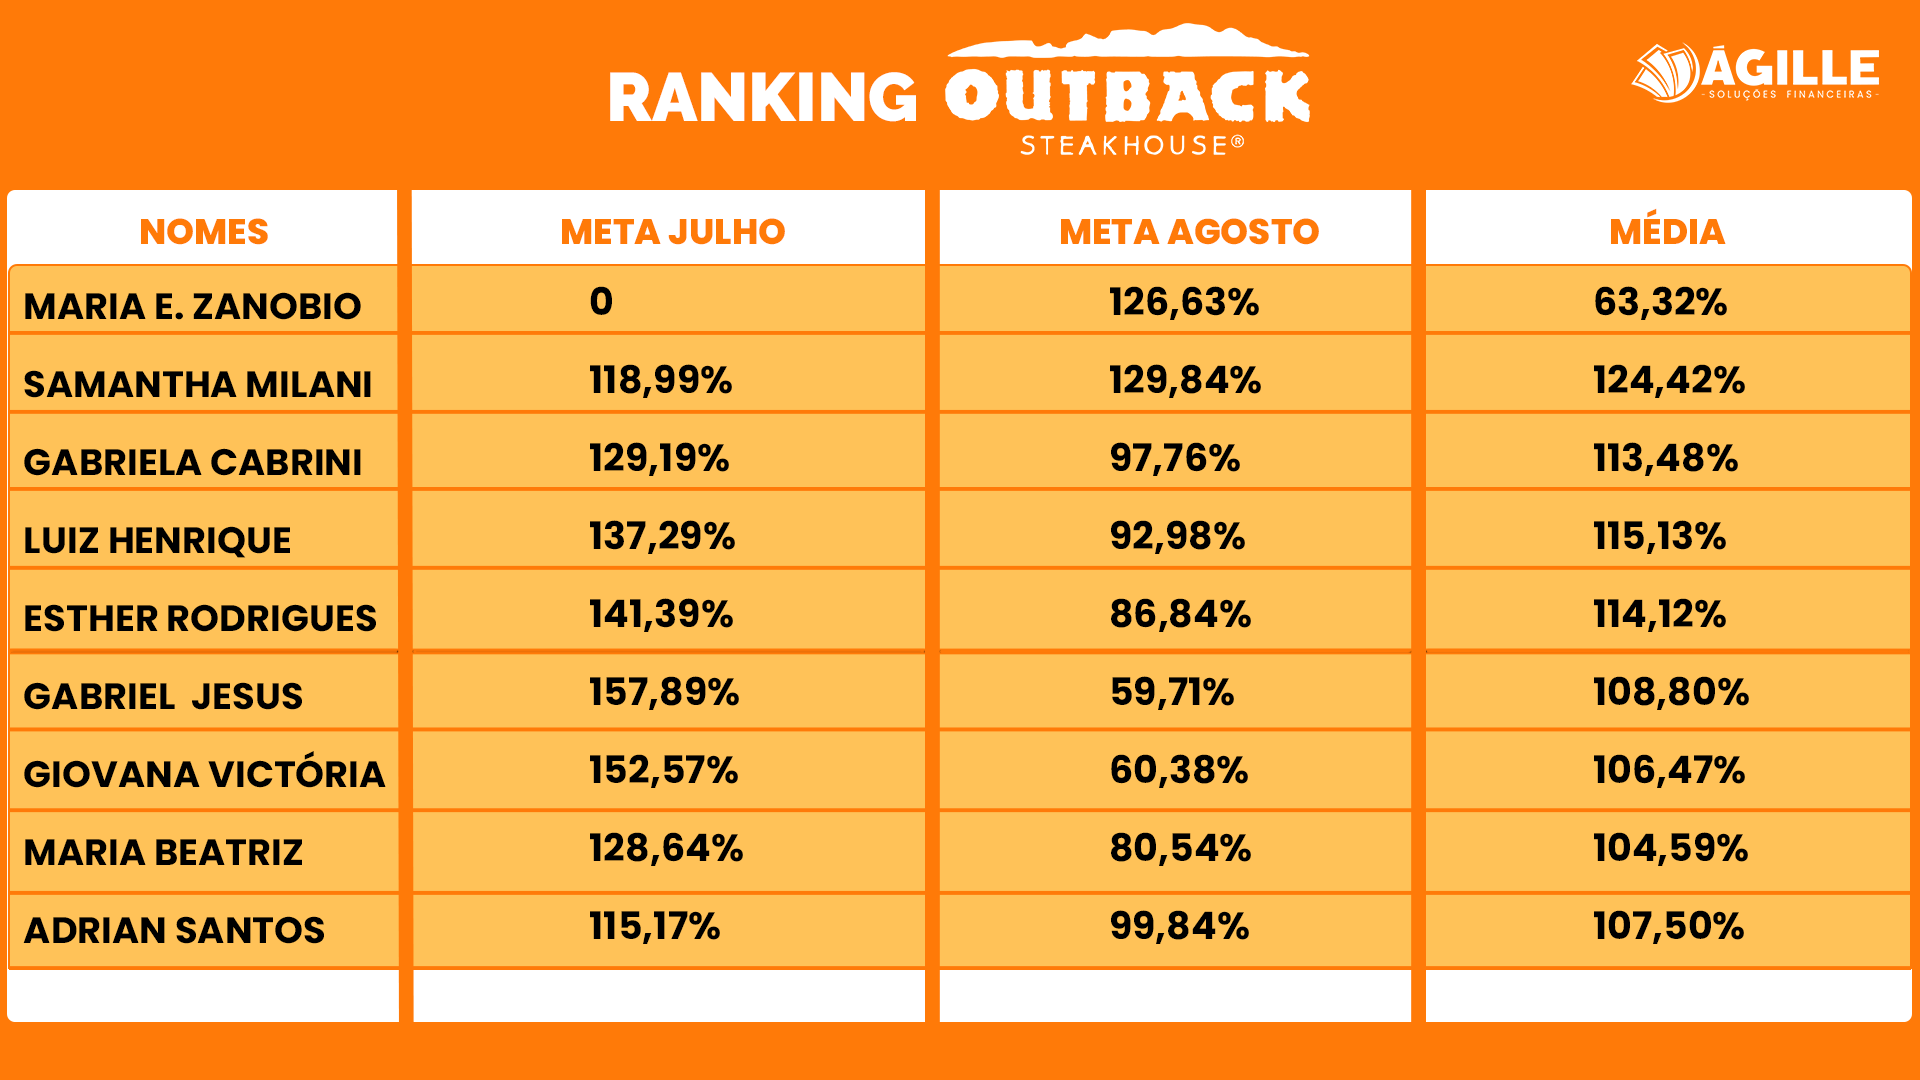 RANKING OUTBACK
STEAKHOUSE®
ÁGILLE
- SOLUÇÕES FINANCEIRAS -
NOMES META JULHO META AGOSTO MÉDIA
MARIA E. ZANOBIO 0 126,63% 63,32%
SAMANTHA MILANI 118,99% 129,84% 124,42%
GABRIELA CABRINI 129,19% 97,76% 113,48%
LUIZ HENRIQUE 137,29% 92,98% 115,13%
ESTHER RODRIGUES 141,39% 86,84% 114,12%
GABRIEL JESUS 157,89% 59,71% 108,80%
GIOVANA VICTÓRIA 152,57% 60,38% 106,47%
MARIA BEATRIZ 128,64% 80,54% 104,59%
ADRIAN SANTOS 115,17% 99,84% 107,50%